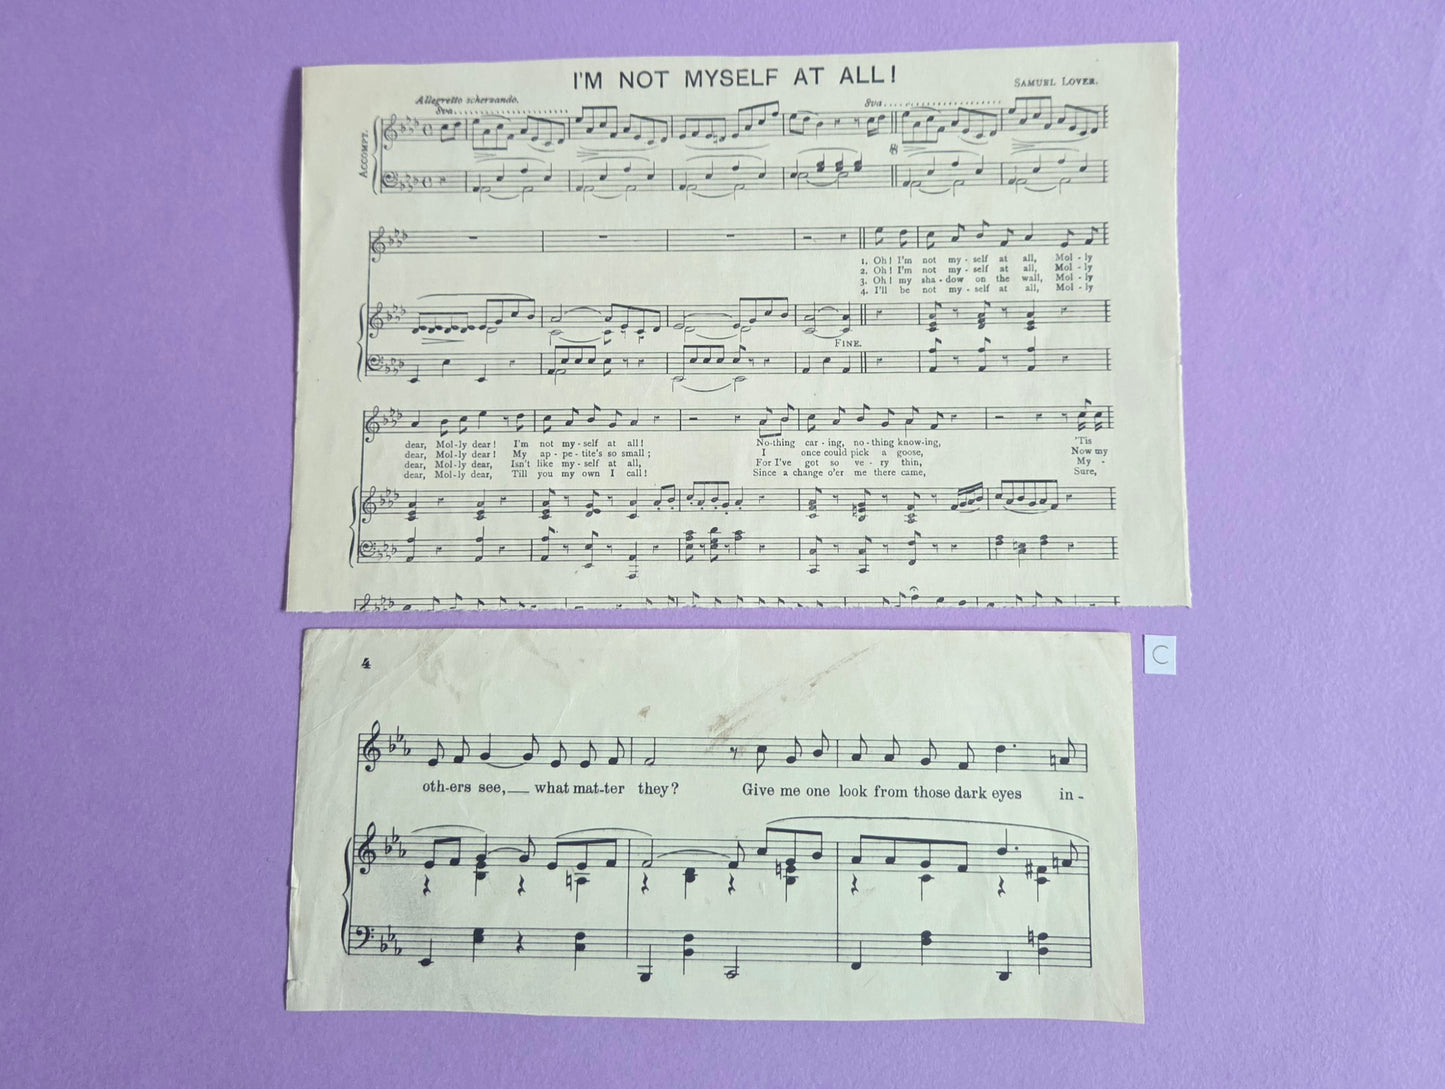 I'M NOT MYSELF AT ALL!
SAMUEL LOVER.
Allegretto scherzando.
8va
8va
ACCOMPT.
1. Oh! I'm not my-self at all, Mol-ly
2. Oh! I'm not my-self at all, Mol-ly
3. Oh! my sha-dow on the wall, Mol-ly
4. I'll be not my-self at all, Mol-ly
FINE.
dear, Mol-ly dear! I'm not my-self at all! No-thing car-ing, no-thing know-ing, 'Tis
dear, Mol-ly dear! My ap-pe-tite's so small; I once could pick a goose, Now my
dear, Mol-ly dear, Isn't like my-self at all, For I've got so ve-ry thin, My-
dear, Mol-ly dear, Till you my own I call! Since a change o'er me there came, Sure,
C
4
oth-ers see,__ what mat-ter they? Give me one look from those dark eyes in-